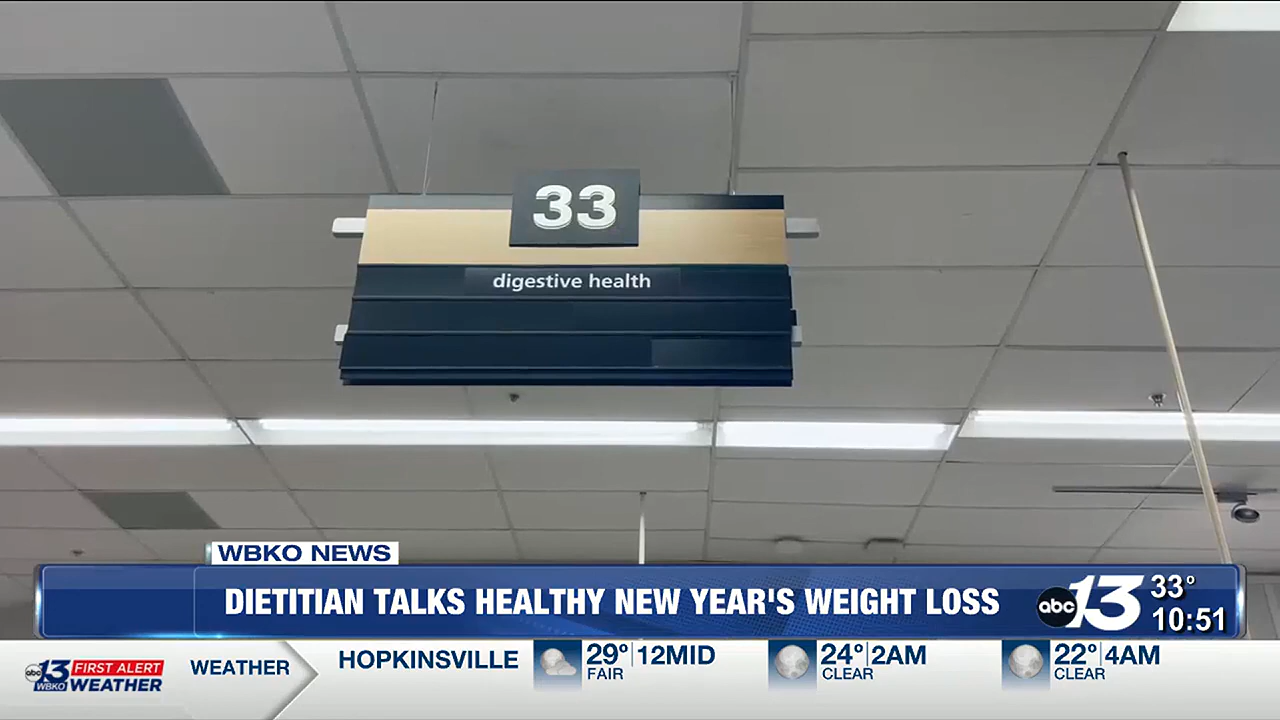 33
digestive health
WBKO NEWS
DIETITIAN TALKS HEALTHY NEW YEAR'S WEIGHT LOSS
abc 13
33°
10:51
abc 13 WBKO FIRST ALERT WEATHER
WEATHER
HOPKINSVILLE
29° 12MID
FAIR
24° 2AM
CLEAR
22° 4AM
CLEAR